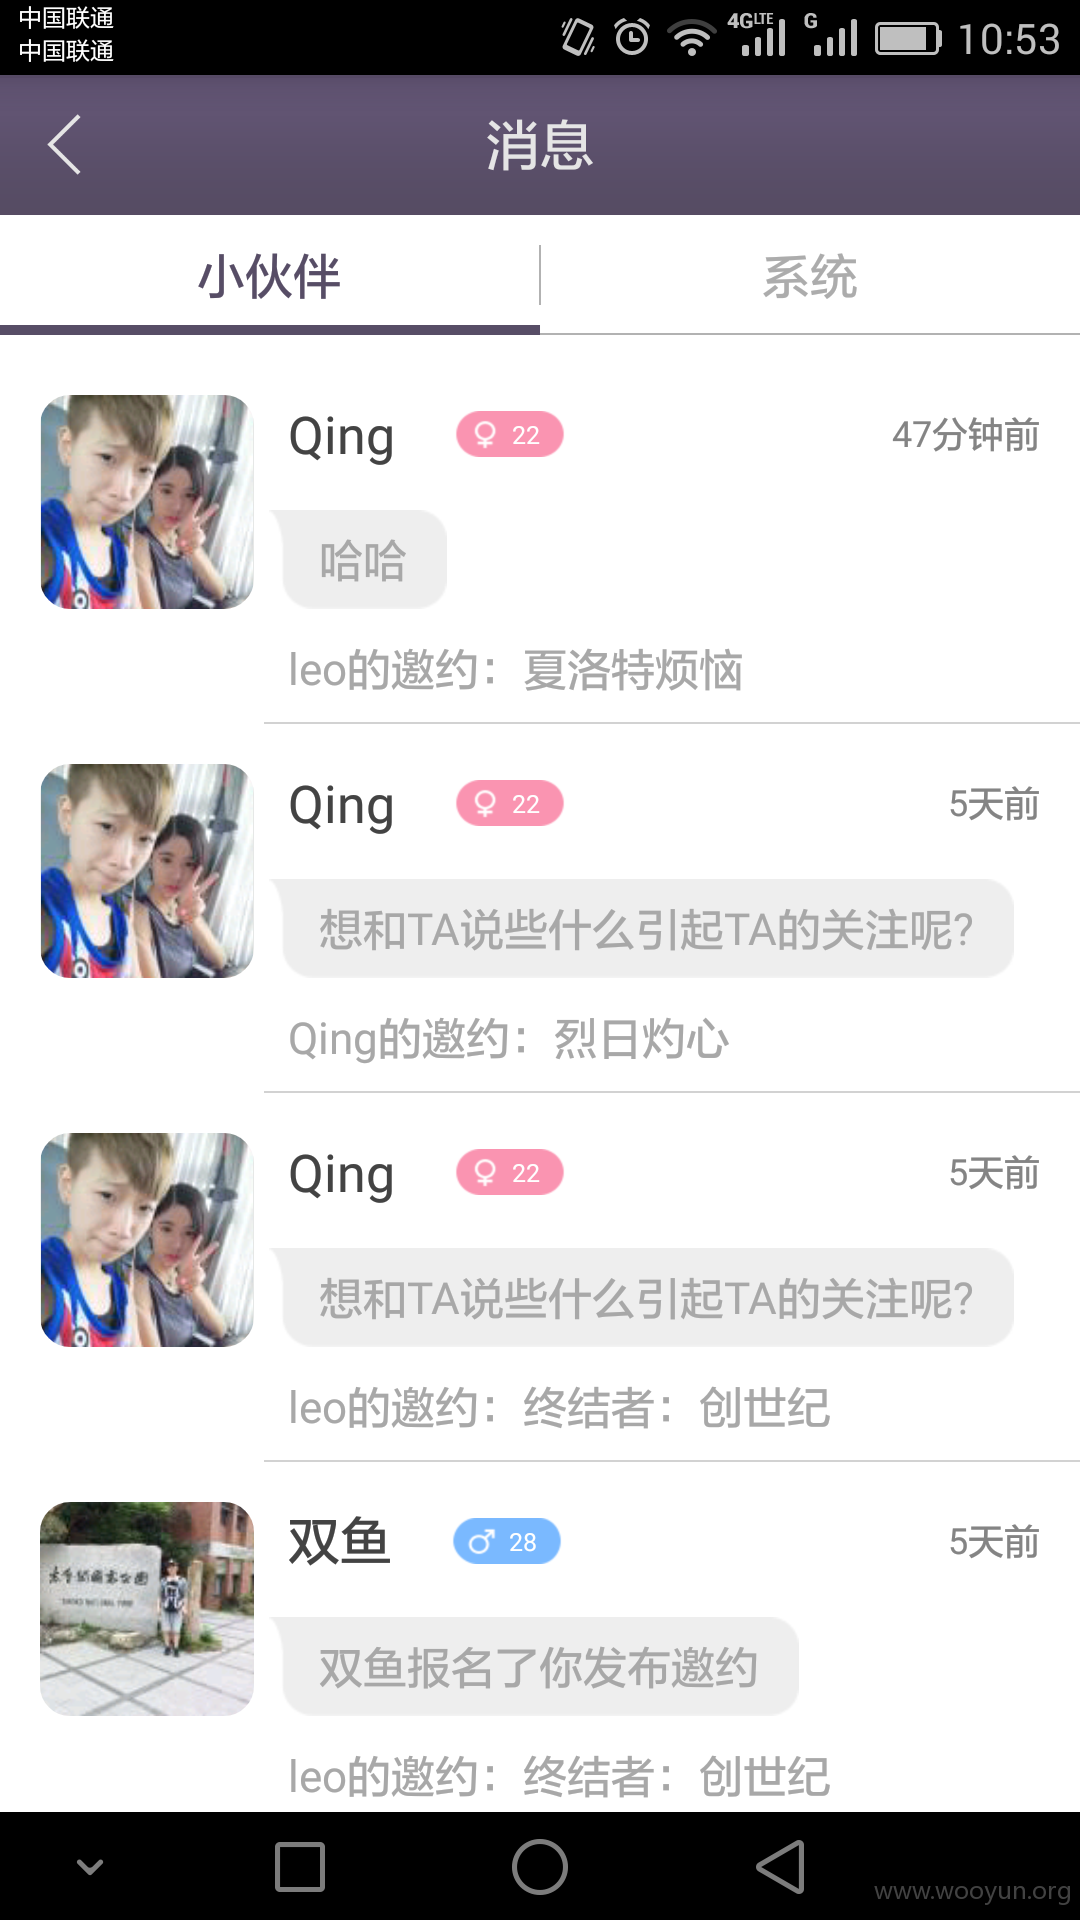 中国联通
中国联通
4G LTE G 10:53
消息
小伙伴 系统
Qing 22 47分钟前
哈哈
leo的邀约：夏洛特烦恼
Qing 22 5天前
想和TA说些什么引起TA的关注呢?
Qing的邀约：烈日灼心
Qing 22 5天前
想和TA说些什么引起TA的关注呢?
leo的邀约：终结者：创世纪
双鱼 28 5天前
双鱼报名了你发布邀约
leo的邀约：终结者：创世纪
www.wooyun.org